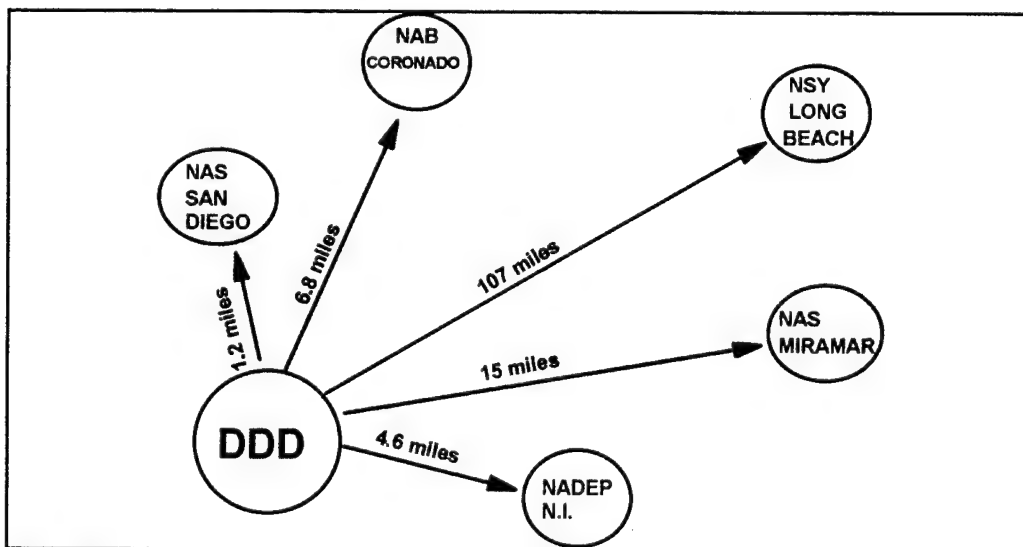 NAB
CORONADO
NSY
LONG
BEACH
NAS
SAN
DIEGO
6.8 miles
107 miles
1.2 miles
NAS
MIRAMAR
15 miles
DDD
4.6 miles
NADEP
N.I.